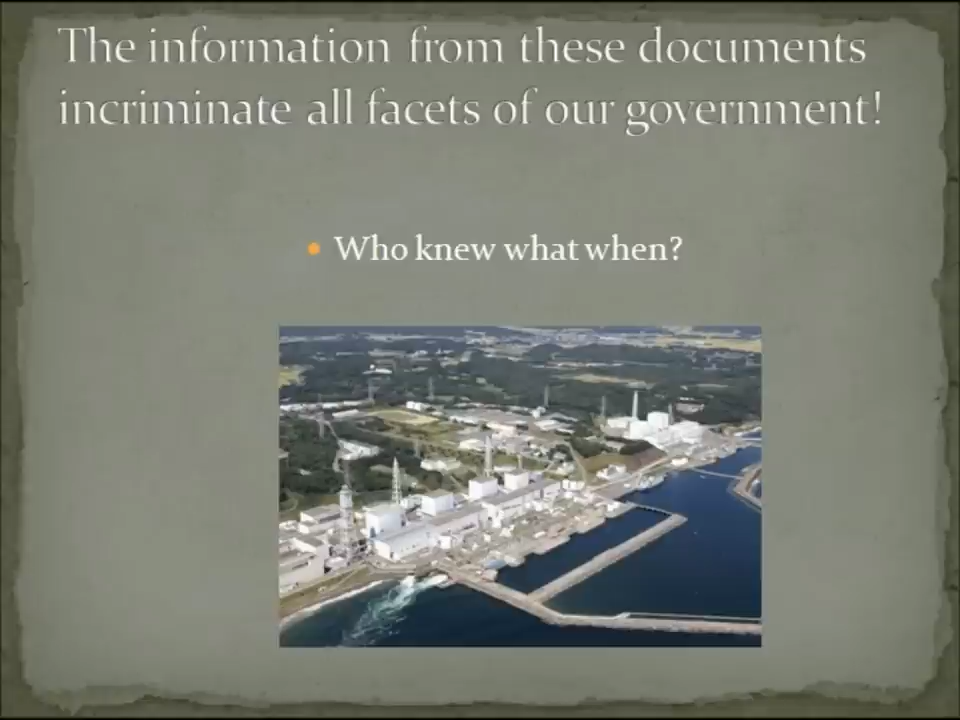 The information from these documents
incriminate all facets of our government!
Who knew what when?